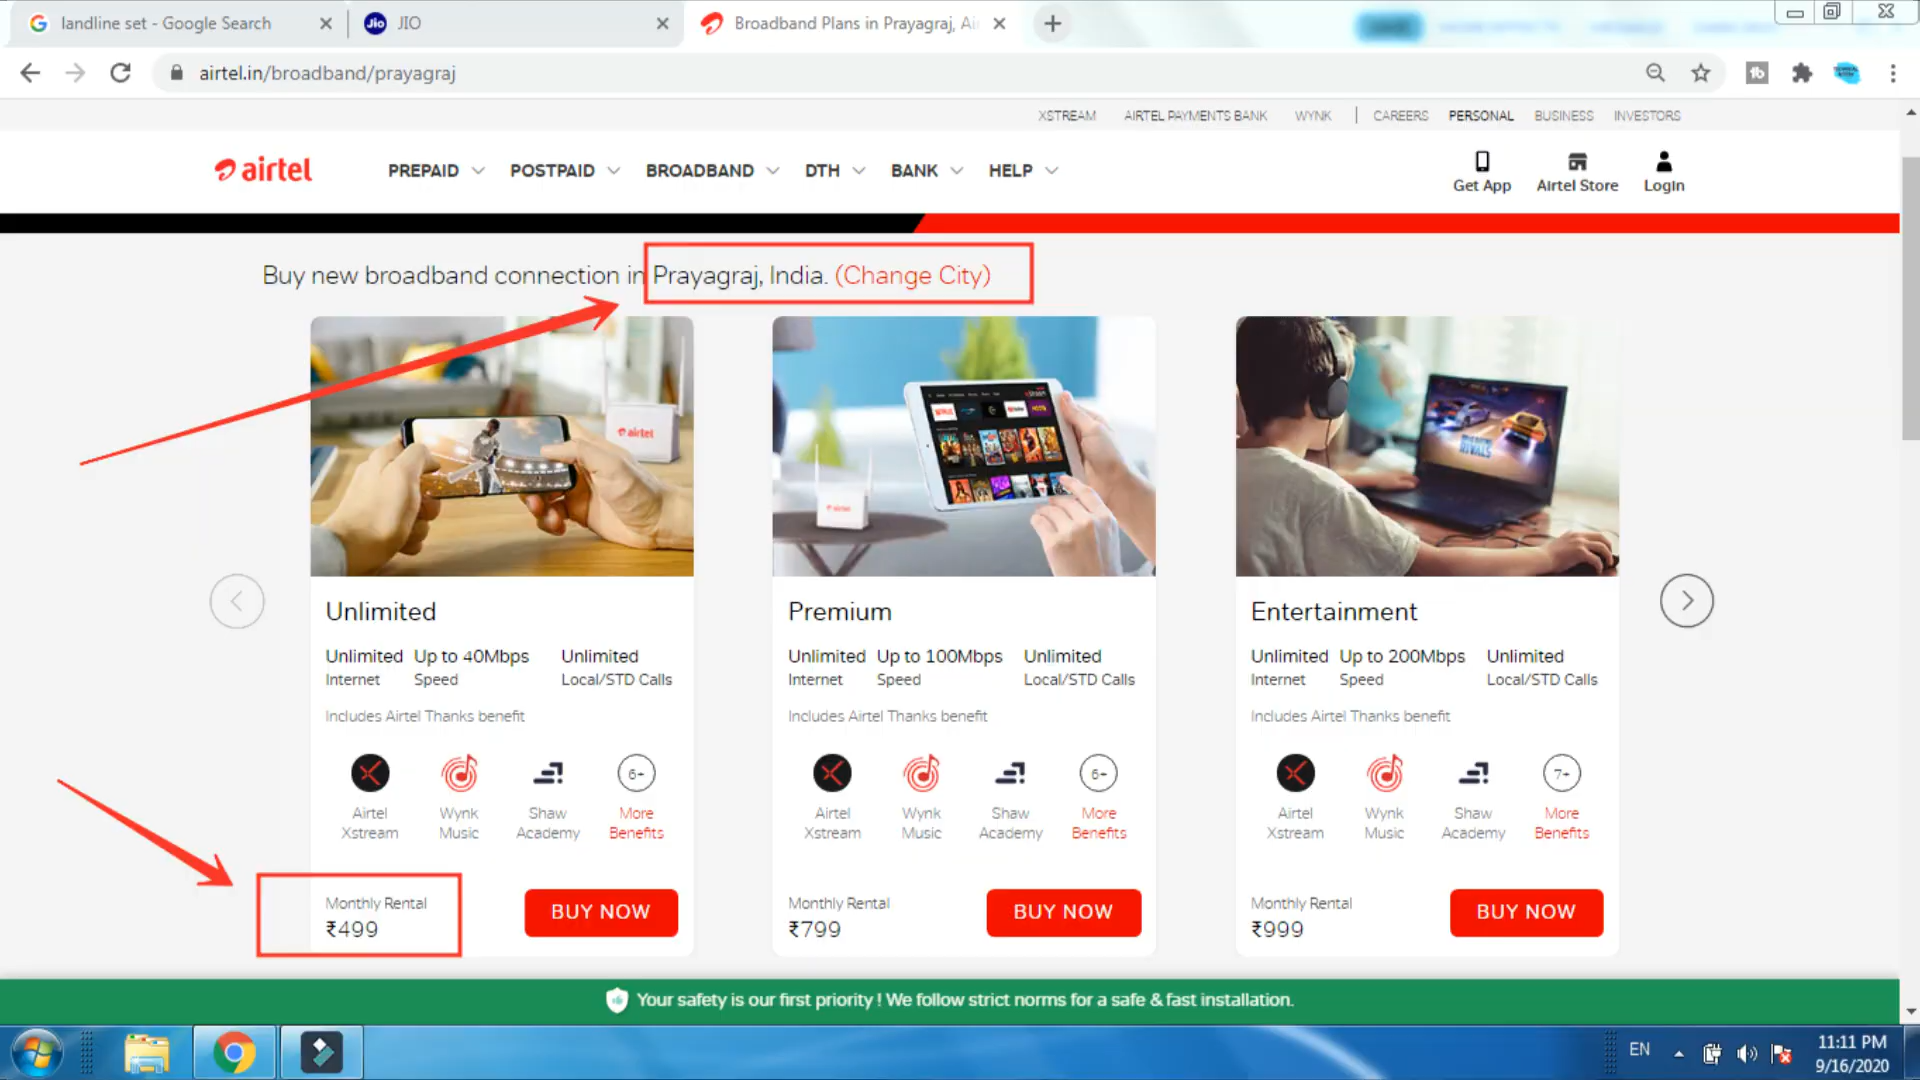 landline set - Google Search
JIO
Broadband Plans in Prayagraj, Ai
airtel.in/broadband/prayagraj
XSTREAM AIRTEL PAYMENTS BANK WYNK | CAREERS PERSONAL BUSINESS INVESTORS
airtel
PREPAID POSTPAID BROADBAND DTH BANK HELP
Get App Airtel Store Login
Buy new broadband connection in Prayagraj, India. (Change City)
airtel
airtel
Unlimited
Unlimited Up to 40Mbps Unlimited
Internet Speed Local/STD Calls
Includes Airtel Thanks benefit
6+
Airtel Wynk Shaw More
Xstream Music Academy Benefits
Monthly Rental
₹499
BUY NOW
Premium
Unlimited Up to 100Mbps Unlimited
Internet Speed Local/STD Calls
Includes Airtel Thanks benefit
6+
Airtel Wynk Shaw More
Xstream Music Academy Benefits
Monthly Rental
₹799
BUY NOW
Entertainment
Unlimited Up to 200Mbps Unlimited
Internet Speed Local/STD Calls
Includes Airtel Thanks benefit
7+
Airtel Wynk Shaw More
Xstream Music Academy Benefits
Monthly Rental
₹999
BUY NOW
Your safety is our first priority ! We follow strict norms for a safe & fast installation.
EN
11:11 PM
9/16/2020